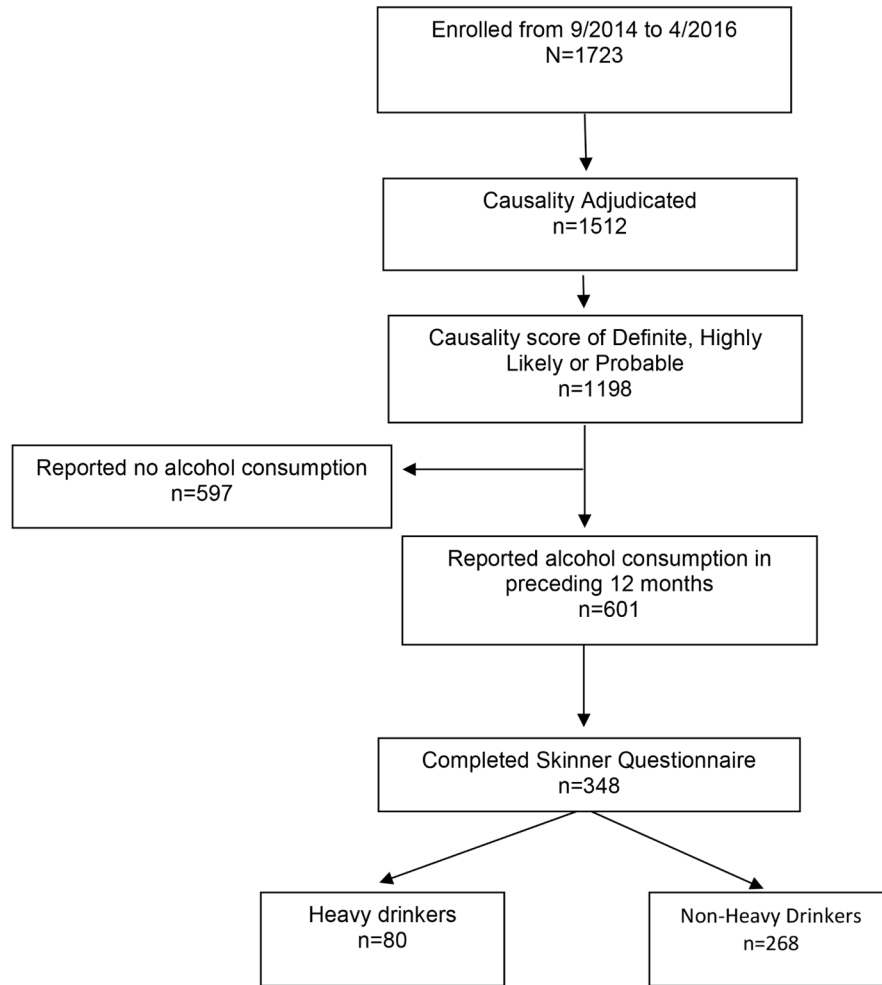 Enrolled from 9/2014 to 4/2016
N=1723
Causality Adjudicated
n=1512
Causality score of Definite, Highly
Likely or Probable
n=1198
Reported no alcohol consumption
n=597
Reported alcohol consumption in
preceding 12 months
n=601
Completed Skinner Questionnaire
n=348
Heavy drinkers
n=80
Non-Heavy Drinkers
n=268